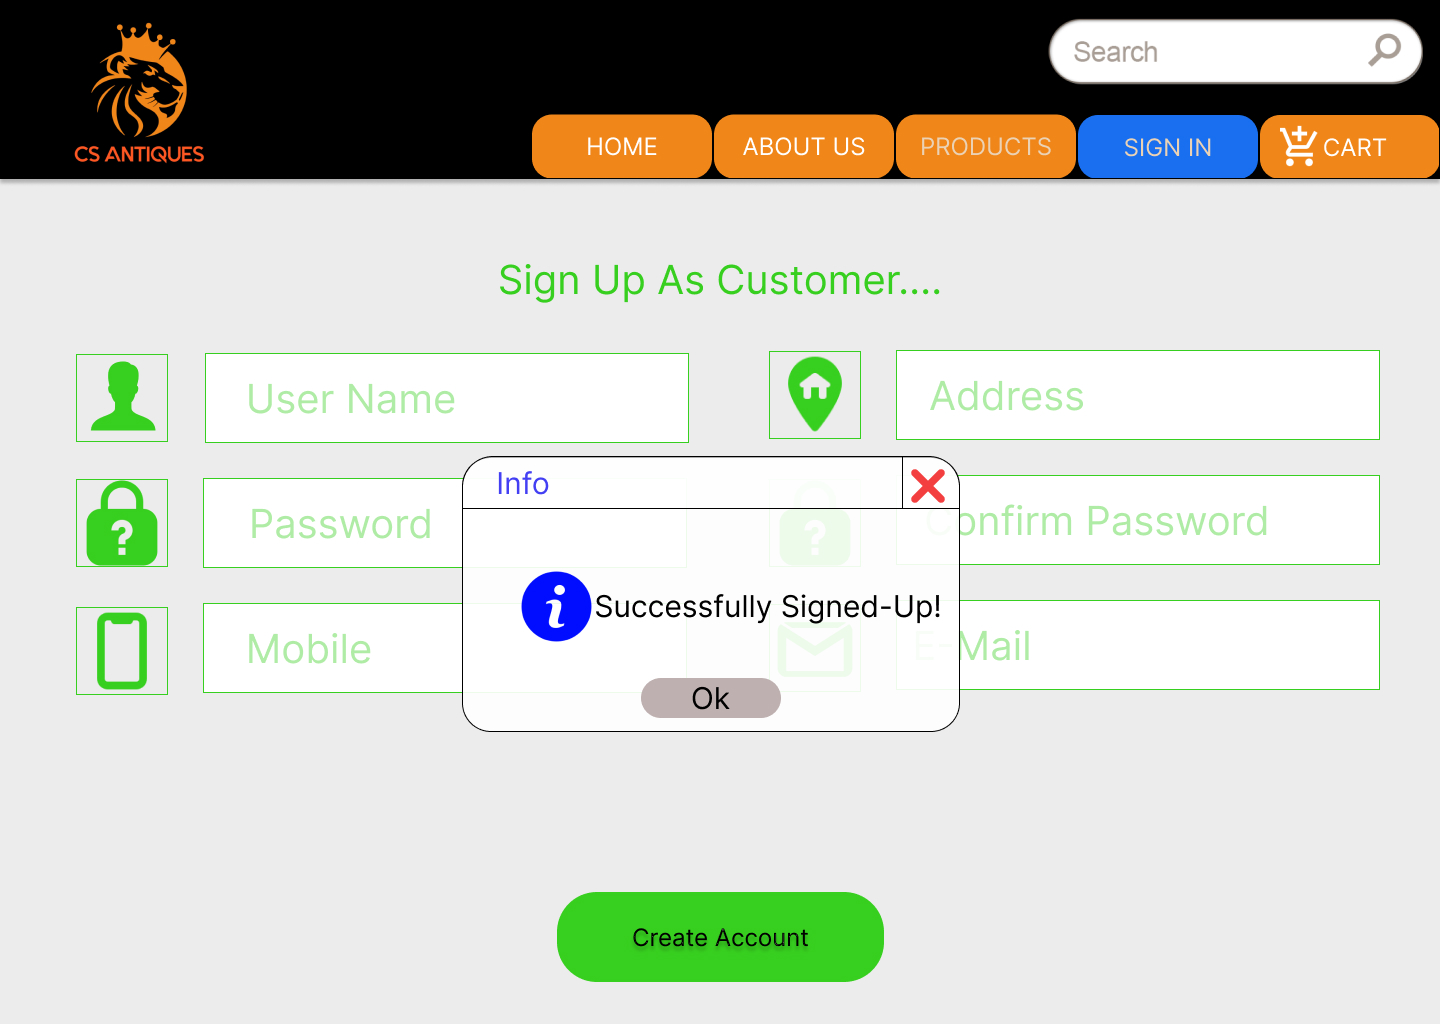 CS ANTIQUES
Search
HOME
ABOUT US
PRODUCTS
SIGN IN
CART
Sign Up As Customer....
User Name
Address
Info
Password
Confirm Password
Successfully Signed-Up!
Mobile
E-Mail
Ok
Create Account